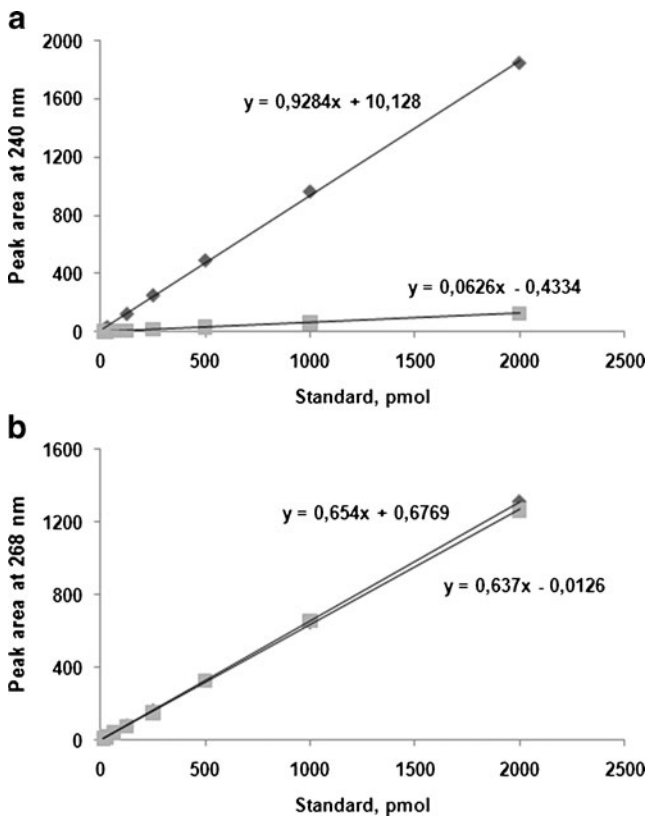 a
Peak area at 240 nm
2000
1600
1200
800
400
0
y = 0,9284x + 10,128
y = 0,0626x - 0,4334
0 500 1000 1500 2000 2500
Standard, pmol
b
Peak area at 268 nm
1600
1200
800
400
0
y = 0,654x + 0,6769
y = 0,637x - 0,0126
0 500 1000 1500 2000 2500
Standard, pmol